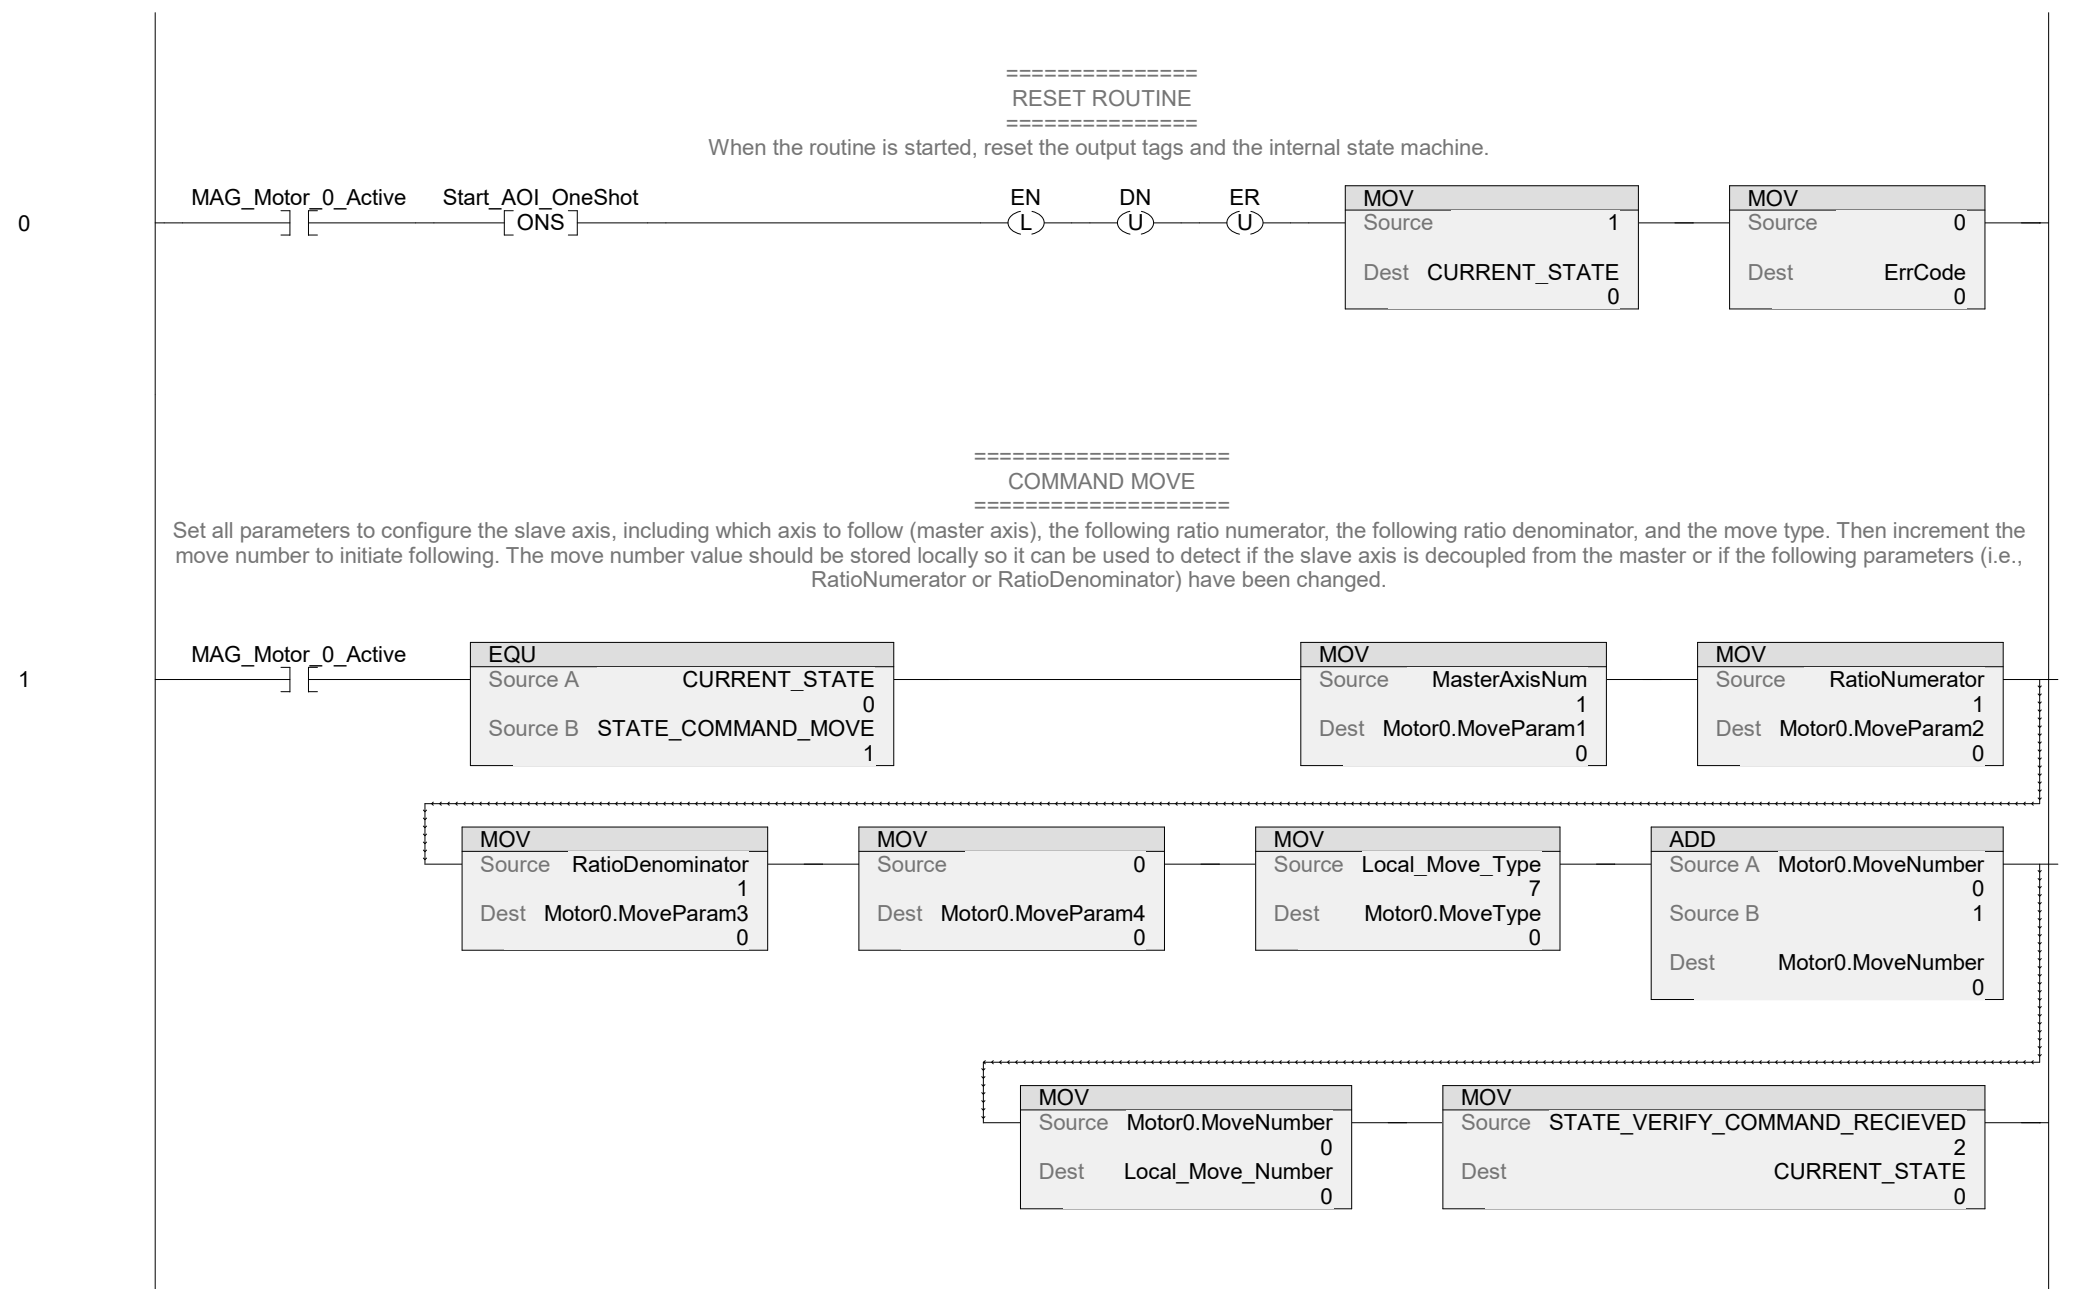 ===============
RESET ROUTINE
===============
When the routine is started, reset the output tags and the internal state machine.
0
MAG_Motor_0_Active
Start_AOI_OneShot
ONS
EN
L
DN
U
ER
U
MOV
Source 1
Dest CURRENT_STATE
0
MOV
Source 0
Dest ErrCode
0
====================
COMMAND MOVE
====================
Set all parameters to configure the slave axis, including which axis to follow (master axis), the following ratio numerator, the following ratio denominator, and the move type. Then increment the
move number to initiate following. The move number value should be stored locally so it can be used to detect if the slave axis is decoupled from the master or if the following parameters (i.e.,
RatioNumerator or RatioDenominator) have been changed.
1
MAG_Motor_0_Active
EQU
Source A CURRENT_STATE
0
Source B STATE_COMMAND_MOVE
1
MOV
Source MasterAxisNum
1
Dest Motor0.MoveParam1
0
MOV
Source RatioNumerator
1
Dest Motor0.MoveParam2
0
MOV
Source RatioDenominator
1
Dest Motor0.MoveParam3
0
MOV
Source 0
Dest Motor0.MoveParam4
0
MOV
Source Local_Move_Type
7
Dest Motor0.MoveType
0
ADD
Source A Motor0.MoveNumber
0
Source B 1
Dest Motor0.MoveNumber
0
MOV
Source Motor0.MoveNumber
0
Dest Local_Move_Number
0
MOV
Source STATE_VERIFY_COMMAND_RECIEVED
2
Dest CURRENT_STATE
0